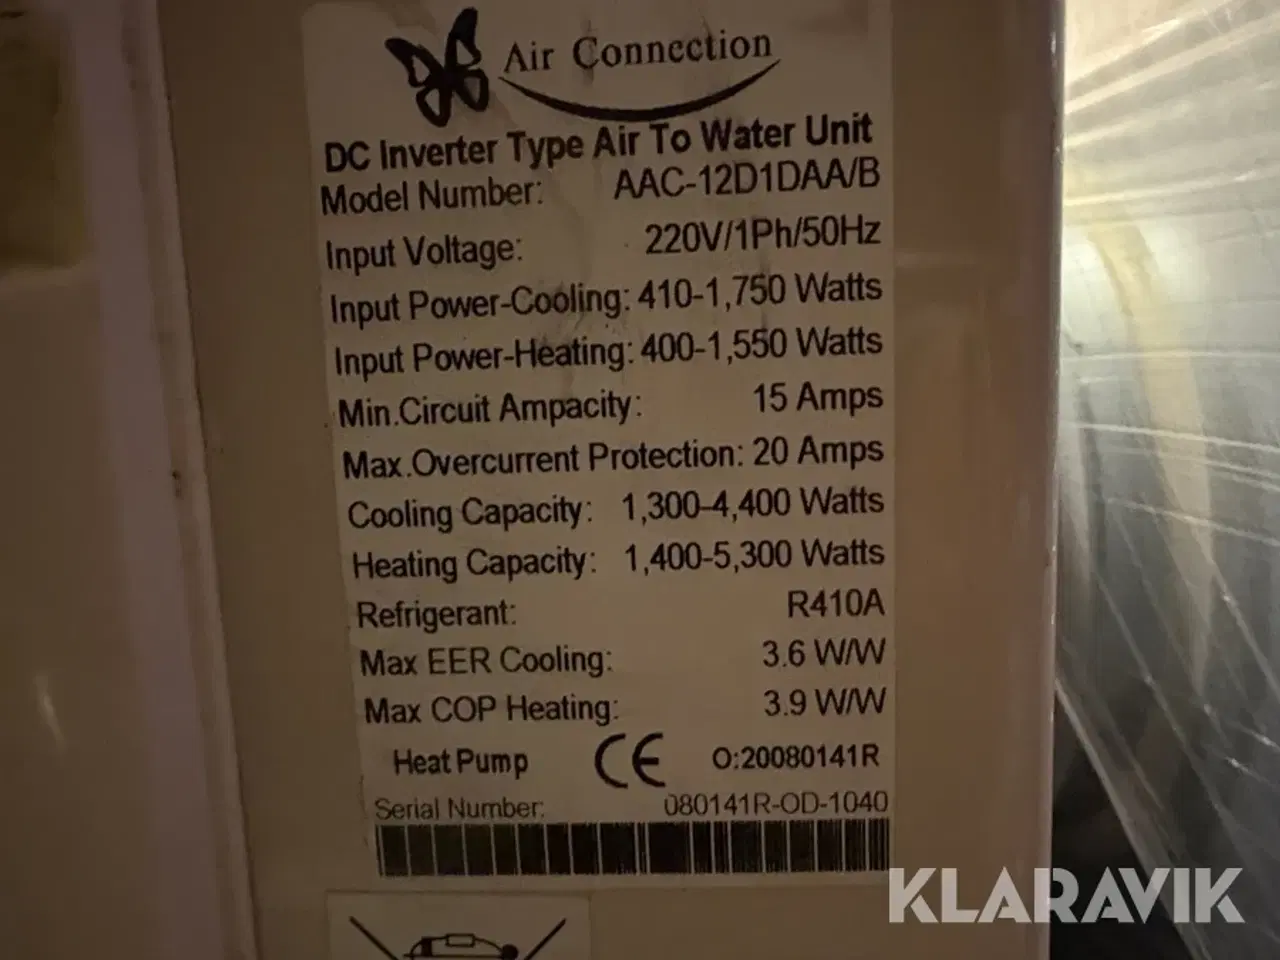 Air Connection
DC Inverter Type Air To Water Unit
Model Number: AAC-12D1DAA/B
Input Voltage: 220V/1Ph/50Hz
Input Power-Cooling: 410-1,750 Watts
Input Power-Heating: 400-1,550 Watts
Min.Circuit Ampacity: 15 Amps
Max.Overcurrent Protection: 20 Amps
Cooling Capacity: 1,300-4,400 Watts
Heating Capacity: 1,400-5,300 Watts
Refrigerant: R410A
Max EER Cooling: 3.6 W/W
Max COP Heating: 3.9 W/W
Heat Pump CE O:20080141R
Serial Number: 080141R-OD-1040
KLARAVIK